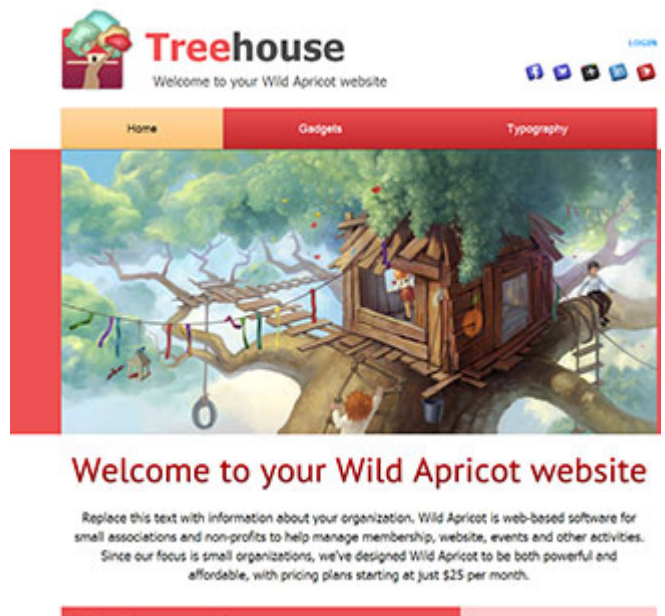 Treehouse
LOGIN
Welcome to your Wild Apricot website
Home Gadgets Typography
Welcome to your Wild Apricot website
Replace this text with information about your organization. Wild Apricot is web-based software for
small associations and non-profits to help manage membership, website, events and other activities.
Since our focus is small organizations, we've designed Wild Apricot to be both powerful and
affordable, with pricing plans starting at just $25 per month.